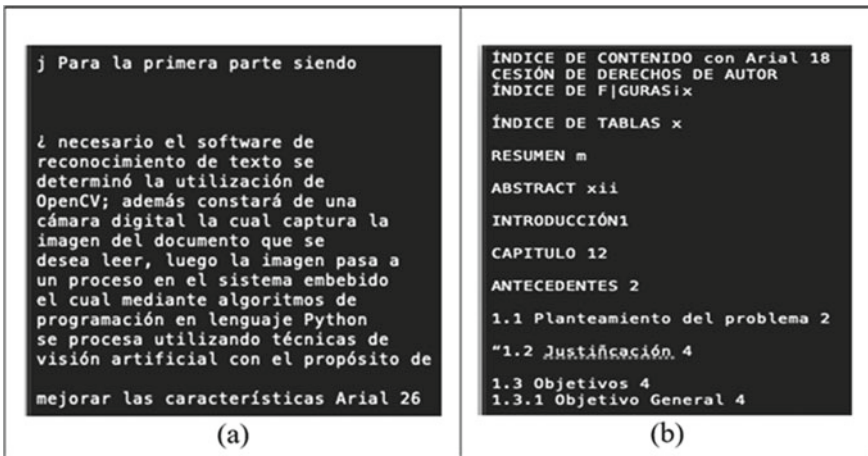 j Para la primera parte siendo
¿ necesario el software de
reconocimiento de texto se
determinó la utilización de
OpenCV; además constará de una
cámara digital la cual captura la
imagen del documento que se
desea leer, luego la imagen pasa a
un proceso en el sistema embebido
el cual mediante algoritmos de
programación en lenguaje Python
se procesa utilizando técnicas de
visión artificial con el propósito de
mejorar las características Arial 26
(a)
ÍNDICE DE CONTENIDO con Arial 18
CESIÓN DE DERECHOS DE AUTOR
ÍNDICE DE F|GURAS¡x
ÍNDICE DE TABLAS x
RESUMEN m
ABSTRACT xii
INTRODUCCIÓN1
CAPITULO 12
ANTECEDENTES 2
1.1 Planteamiento del problema 2
“1.2 Justiñcación 4
1.3 Objetivos 4
1.3.1 Objetivo General 4
(b)